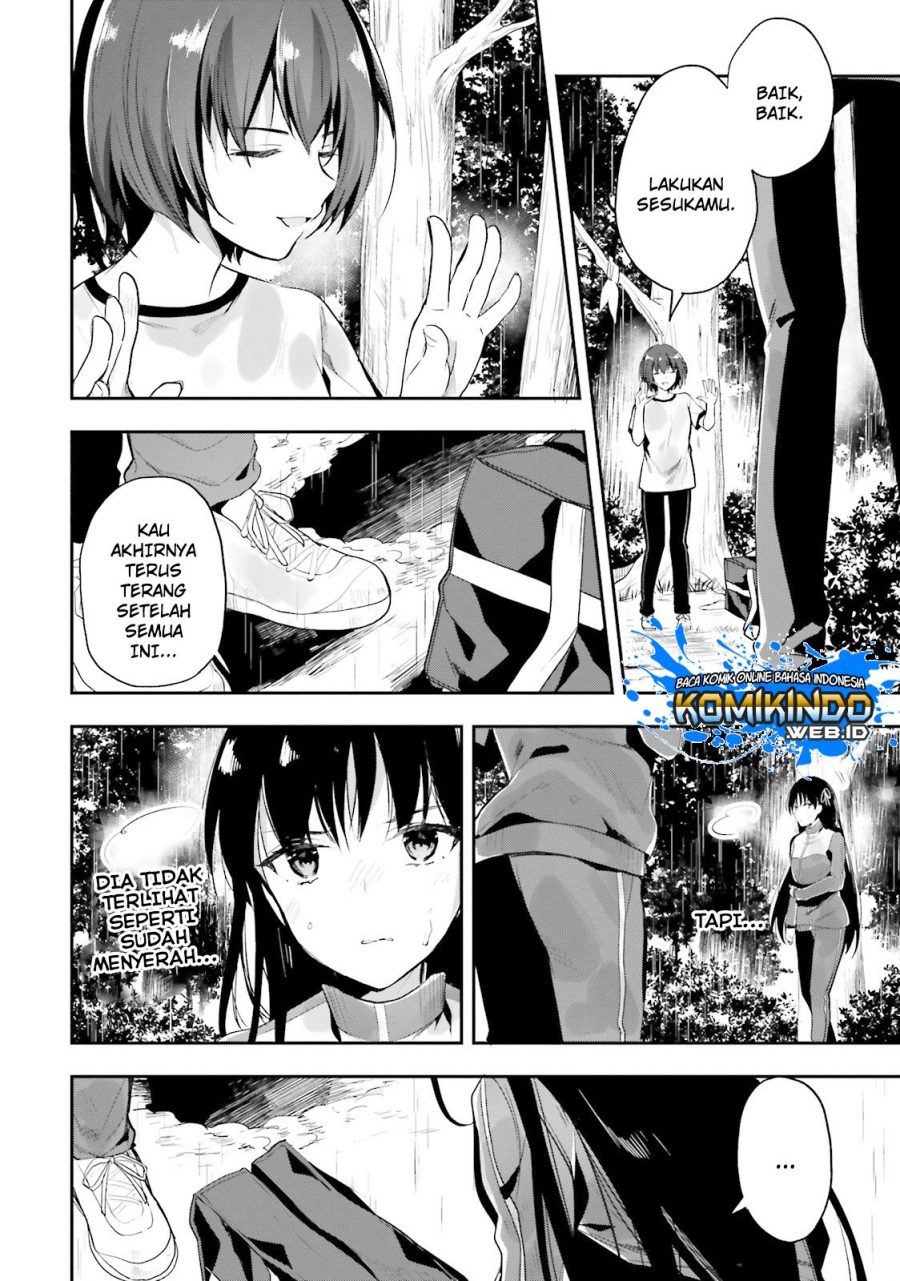 BAIK,
BAIK.
LAKUKAN
SESUKAMU.
KAU
AKHIRNYA
TERUS
TERANG
SETELAH
SEMUA
INI...
BACA KOMIK ONLINE BAHASA INDONESIA
KOMIKINDO
WEB.ID
TAPI...
DIA TIDAK
TERLIHAT
SEPERTI
SUDAH
MENYERAH...
...